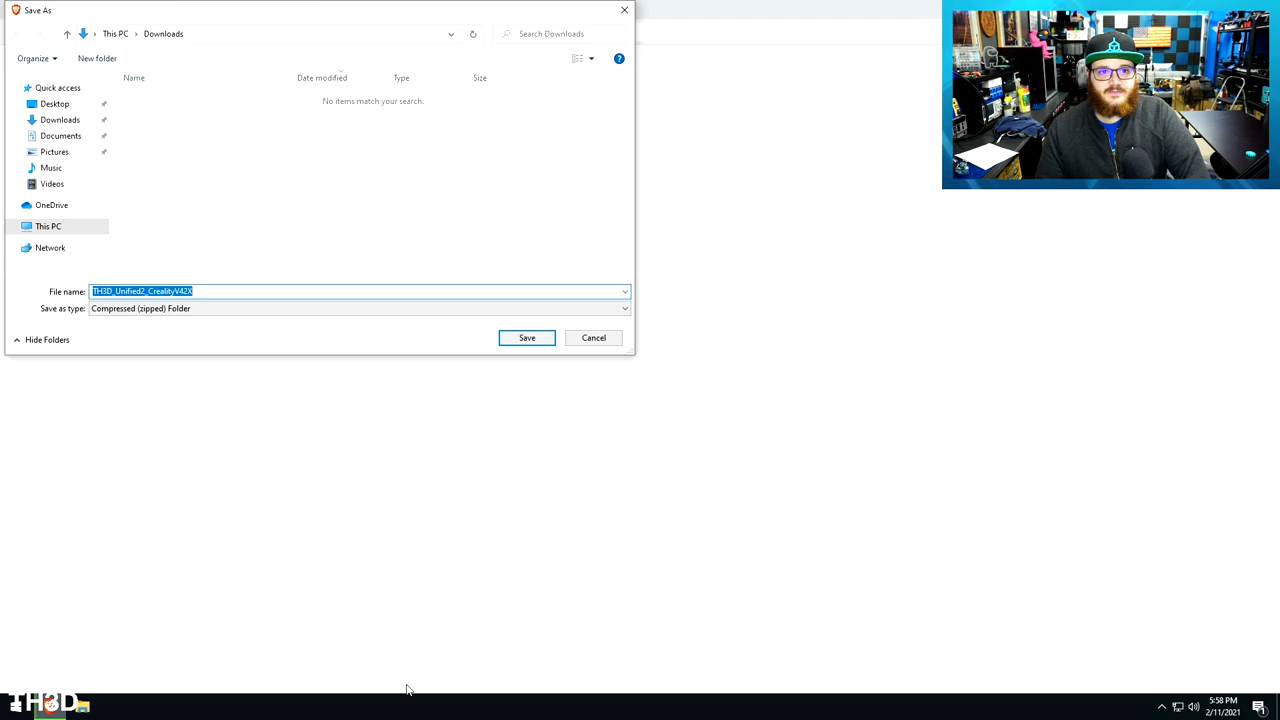 Save As
This PC > Downloads
Search Downloads
Organize
New folder
Name
Date modified
Type
Size
No items match your search.
Quick access
Desktop
Downloads
Documents
Pictures
Music
Videos
OneDrive
This PC
Network
File name:
TH3D_Unified2_CrealityV42X
Save as type:
Compressed (zipped) Folder
Hide Folders
Save
Cancel
TH3D
5:58 PM
2/11/2021
1